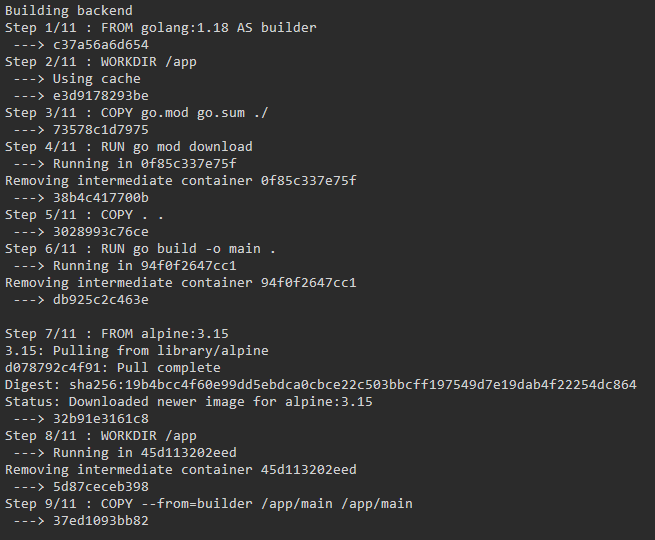 Building backend
Step 1/11 : FROM golang:1.18 AS builder
 ---> c37a56a6d654
Step 2/11 : WORKDIR /app
 ---> Using cache
 ---> e3d9178293be
Step 3/11 : COPY go.mod go.sum ./
 ---> 73578c1d7975
Step 4/11 : RUN go mod download
 ---> Running in 0f85c337e75f
Removing intermediate container 0f85c337e75f
 ---> 38b4c417700b
Step 5/11 : COPY . .
 ---> 3028993c76ce
Step 6/11 : RUN go build -o main .
 ---> Running in 94f0f2647cc1
Removing intermediate container 94f0f2647cc1
 ---> db925c2c463e

Step 7/11 : FROM alpine:3.15
3.15: Pulling from library/alpine
d078792c4f91: Pull complete
Digest: sha256:19b4bcc4f60e99dd5ebdca0cbce22c503bbcff197549d7e19dab4f22254dc864
Status: Downloaded newer image for alpine:3.15
 ---> 32b91e3161c8
Step 8/11 : WORKDIR /app
 ---> Running in 45d113202eed
Removing intermediate container 45d113202eed
 ---> 5d87ceceb398
Step 9/11 : COPY --from=builder /app/main /app/main
 ---> 37ed1093bb82